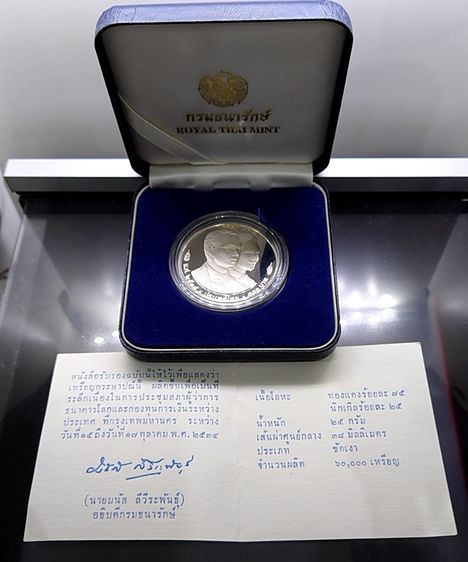 กรมธนารักษ์
ROYAL THAI MINT
ประเทศไทย
หนังสือรับรองฉบับนี้ให้ไว้เพื่อแสดงว่า
เหรียญกระษาปณ์นี้ ผลิตขึ้นเพื่อเป็นที่
ระลึกเนื่องในการประชุมสภาผู้ว่าการ
ธนาคารโลกและกองทุนการเงินระหว่าง
ประเทศ ที่กรุงเทพมหานคร ระหว่าง
วันที่๑๕ ถึงวันที่๑๗ ตุลาคม พ.ศ. ๒๕๓๔
(นายมนัส ลีวีระพันธุ์)
อธิบดีกรมธนารักษ์
เนื้อโลหะ ทองแดงร้อยละ ๗๕
นิกเกิลร้อยละ ๒๕
น้ำหนัก ๒๕ กรัม
เส้นผ่าศูนย์กลาง ๓๘ มิลลิเมตร
ประเภท ขัดเงา
จำนวนผลิต ๖๐,๐๐๐ เหรียญ